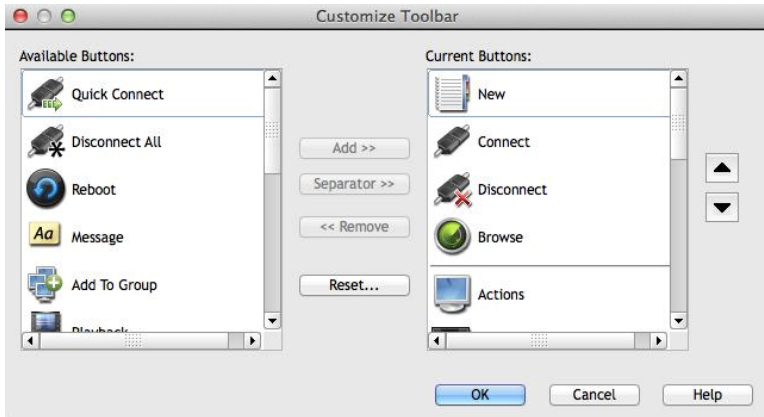 Customize Toolbar
Available Buttons:
Current Buttons:
Quick Connect
Disconnect All
Reboot
Aa
Message
Add To Group
Playback
Add >>
Separator >>
<< Remove
Reset...
New
Connect
Disconnect
Browse
Actions
OK
Cancel
Help